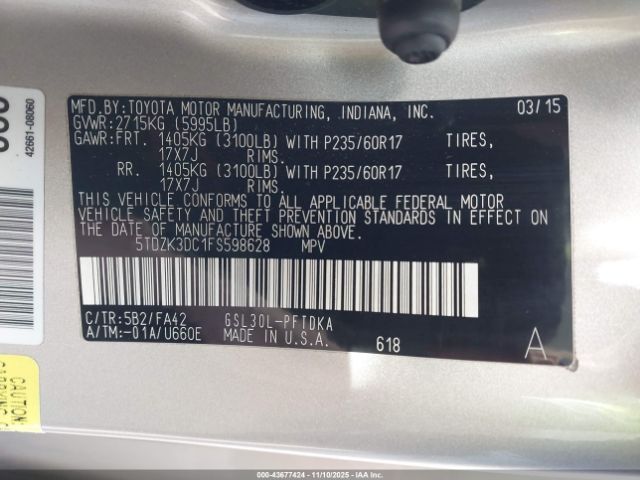 MFD.BY:TOYOTA MOTOR MANUFACTURING, INDIANA, INC. 03/15
GVWR:2715KG (5995LB)
GAWR:FRT. 1405KG (3100LB) WITH P235/60R17 TIRES,
17X7J RIMS.
RR. 1405KG (3100LB) WITH P235/60R17 TIRES,
17X7J RIMS.
THIS VEHICLE CONFORMS TO ALL APPLICABLE FEDERAL MOTOR
VEHICLE SAFETY AND THEFT PREVENTION STANDARDS IN EFFECT ON
THE DATE OF MANUFACTURE SHOWN ABOVE.
5TDZK3DC1FS598628 MPV
C/TR:5B2/FA42 GSL30L-PFTDKA
A/TM:-01A/U660E MADE IN U.S.A. 618 A
42661-08060
CAUTION
000-43677424 - 11/10/2025 - IAAI.COM